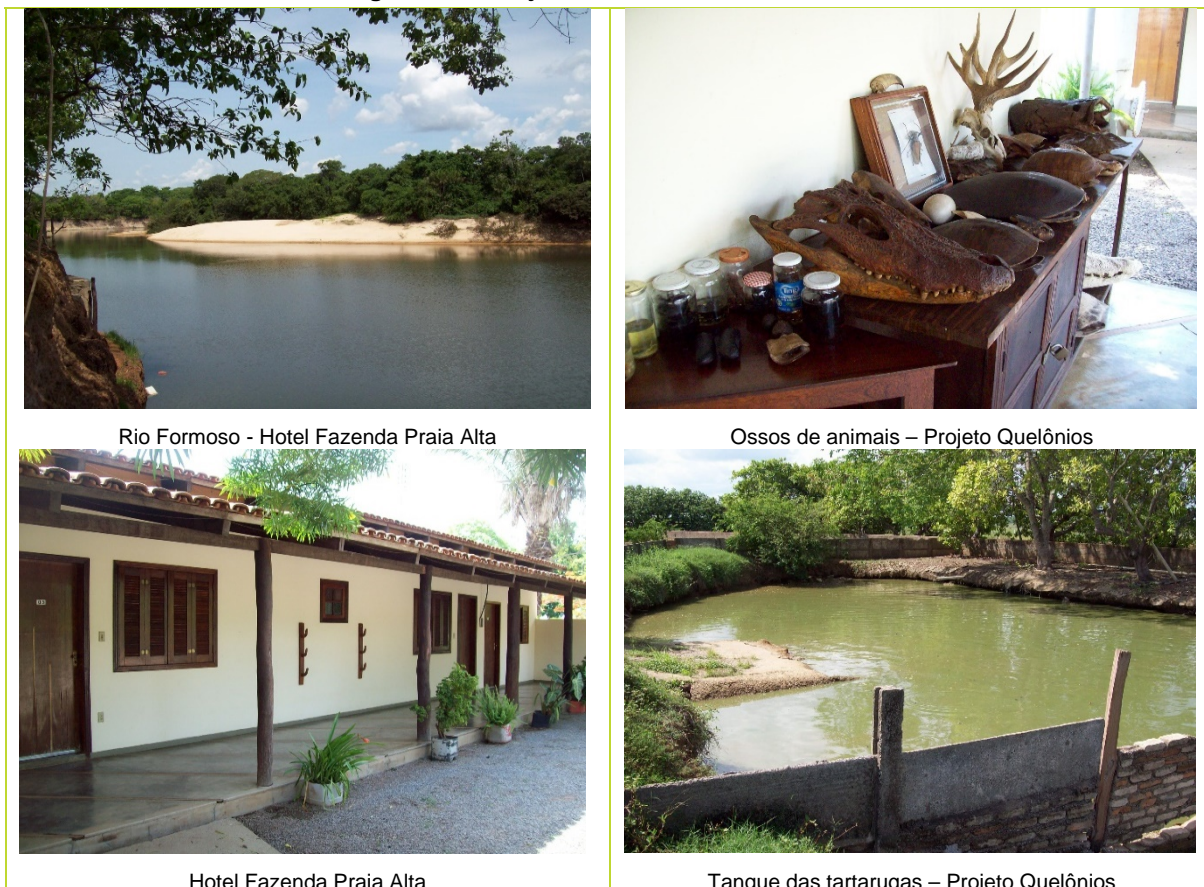 Rio Formoso - Hotel Fazenda Praia Alta
Ossos de animais – Projeto Quelônios
Hotel Fazenda Praia Alta
Tanque das tartarugas – Projeto Quelônios